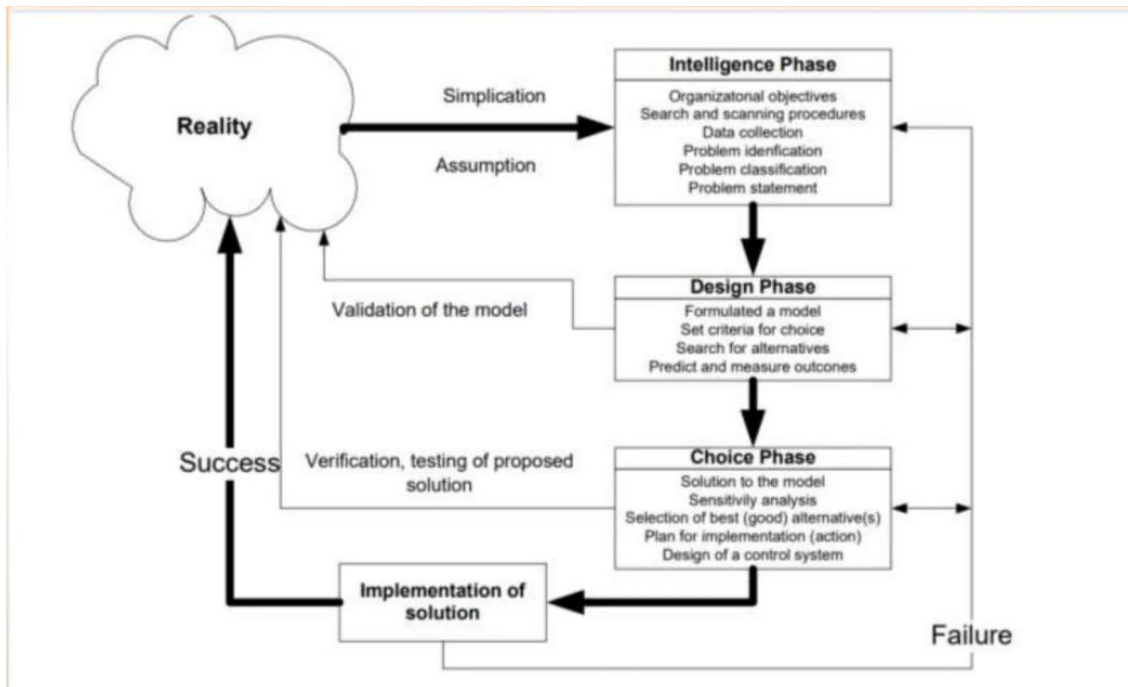 Reality
Simplication
Assumption
Intelligence Phase
Organizatonal objectives
Search and scanning procedures
Data collection
Problem idenfication
Problem classification
Problem statement
Validation of the model
Design Phase
Formulated a model
Set criteria for choice
Search for alternatives
Predict and measure outcomes
Success
Verification, testing of proposed
solution
Choice Phase
Solution to the model
Sensitivily analysis
Selection of best (good) alternative(s)
Plan for implementation (action)
Design of a control system
Implementation of
solution
Failure